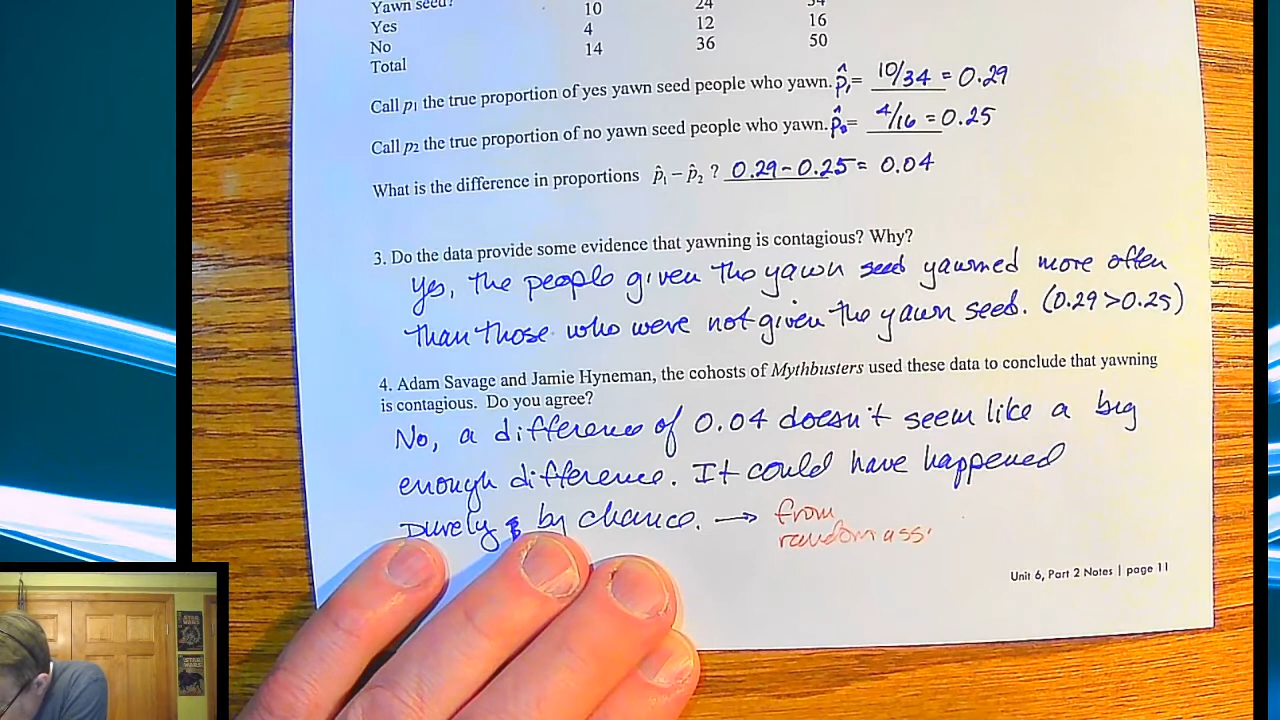 Yawn seed? 10 24 34
Yes 4 12 16
No 14 36 50
Total
Call p1 the true proportion of yes yawn seed people who yawn. p̂₁= 10/34 = 0.29
Call p2 the true proportion of no yawn seed people who yawn. p̂₂= 4/16 = 0.25
What is the difference in proportions p̂₁ – p̂₂ ? 0.29-0.25 = 0.04
3. Do the data provide some evidence that yawning is contagious? Why?
Yes, the people given the yawn seed yawned more often
than those who were not given the yawn seed. (0.29 > 0.25)
4. Adam Savage and Jamie Hyneman, the cohosts of Mythbusters used these data to conclude that yawning
is contagious. Do you agree?
No, a difference of 0.04 doesn't seem like a big
enough difference. It could have happened
purely by chance. → from
random ass.
Unit 6, Part 2 Notes | page 11
STAR WARS
STAR WARS